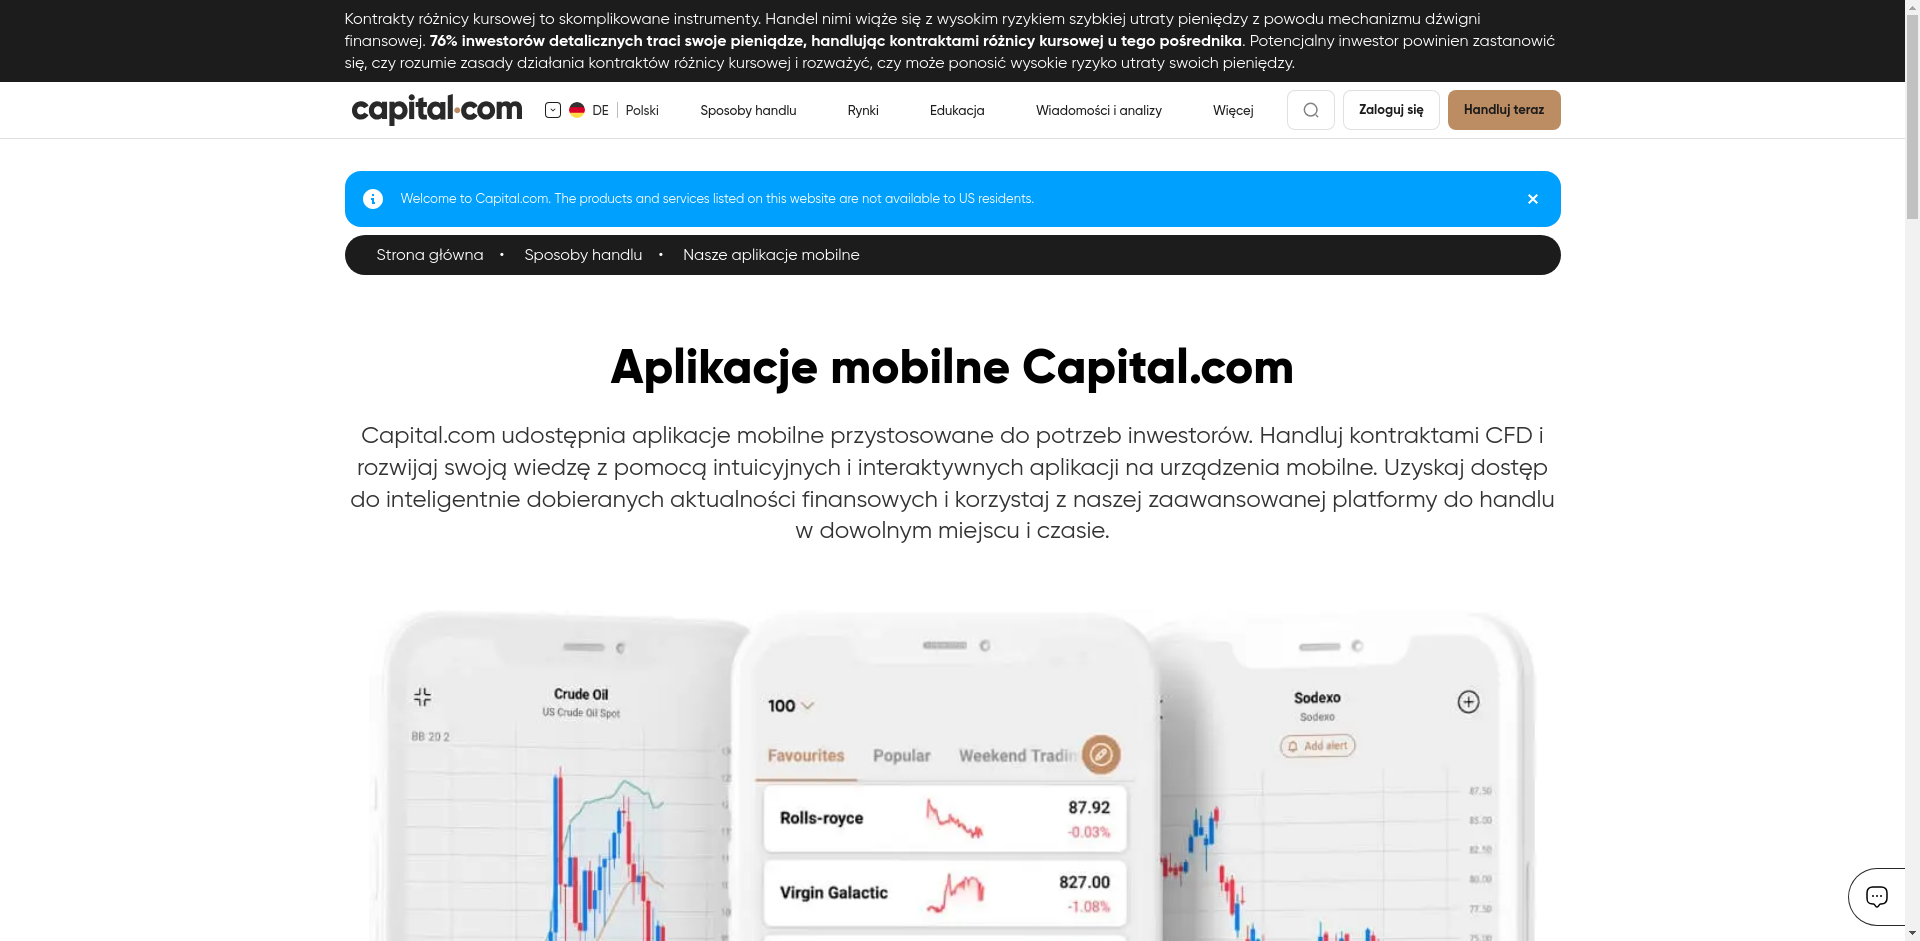 Kontrakty różnicy kursowej to skomplikowane instrumenty. Handel nimi wiąże się z wysokim ryzykiem szybkiej utraty pieniędzy z powodu mechanizmu dźwigni
finansowej. 76% inwestorów detalicznych traci swoje pieniądze, handlując kontraktami różnicy kursowej u tego pośrednika. Potencjalny inwestor powinien zastanowić
się, czy rozumie zasady działania kontraktów różnicy kursowej i rozważyć, czy może ponosić wysokie ryzyko utraty swoich pieniędzy.
capital.com DE Polski Sposoby handlu Rynki Edukacja Wiadomości i analizy Więcej Zaloguj się Handluj teraz
Welcome to Capital.com. The products and services listed on this website are not available to US residents.
Strona główna • Sposoby handlu • Nasze aplikacje mobilne
Aplikacje mobilne Capital.com
Capital.com udostępnia aplikacje mobilne przystosowane do potrzeb inwestorów. Handluj kontraktami CFD i
rozwijaj swoją wiedzę z pomocą intuicyjnych i interaktywnych aplikacji na urządzenia mobilne. Uzyskaj dostęp
do inteligentnie dobieranych aktualności finansowych i korzystaj z naszej zaawansowanej platformy do handlu
w dowolnym miejscu i czasie.
Crude Oil
US Crude Oil Spot
BB 20 2
100
Favourites Popular Weekend Tradin
Rolls-royce 87.92
-0.03%
Virgin Galactic 827.00
-1.08%
Sodexo
Sodexo
Add alert
87.50
85.00
82.50
80.00
77.50
75.00